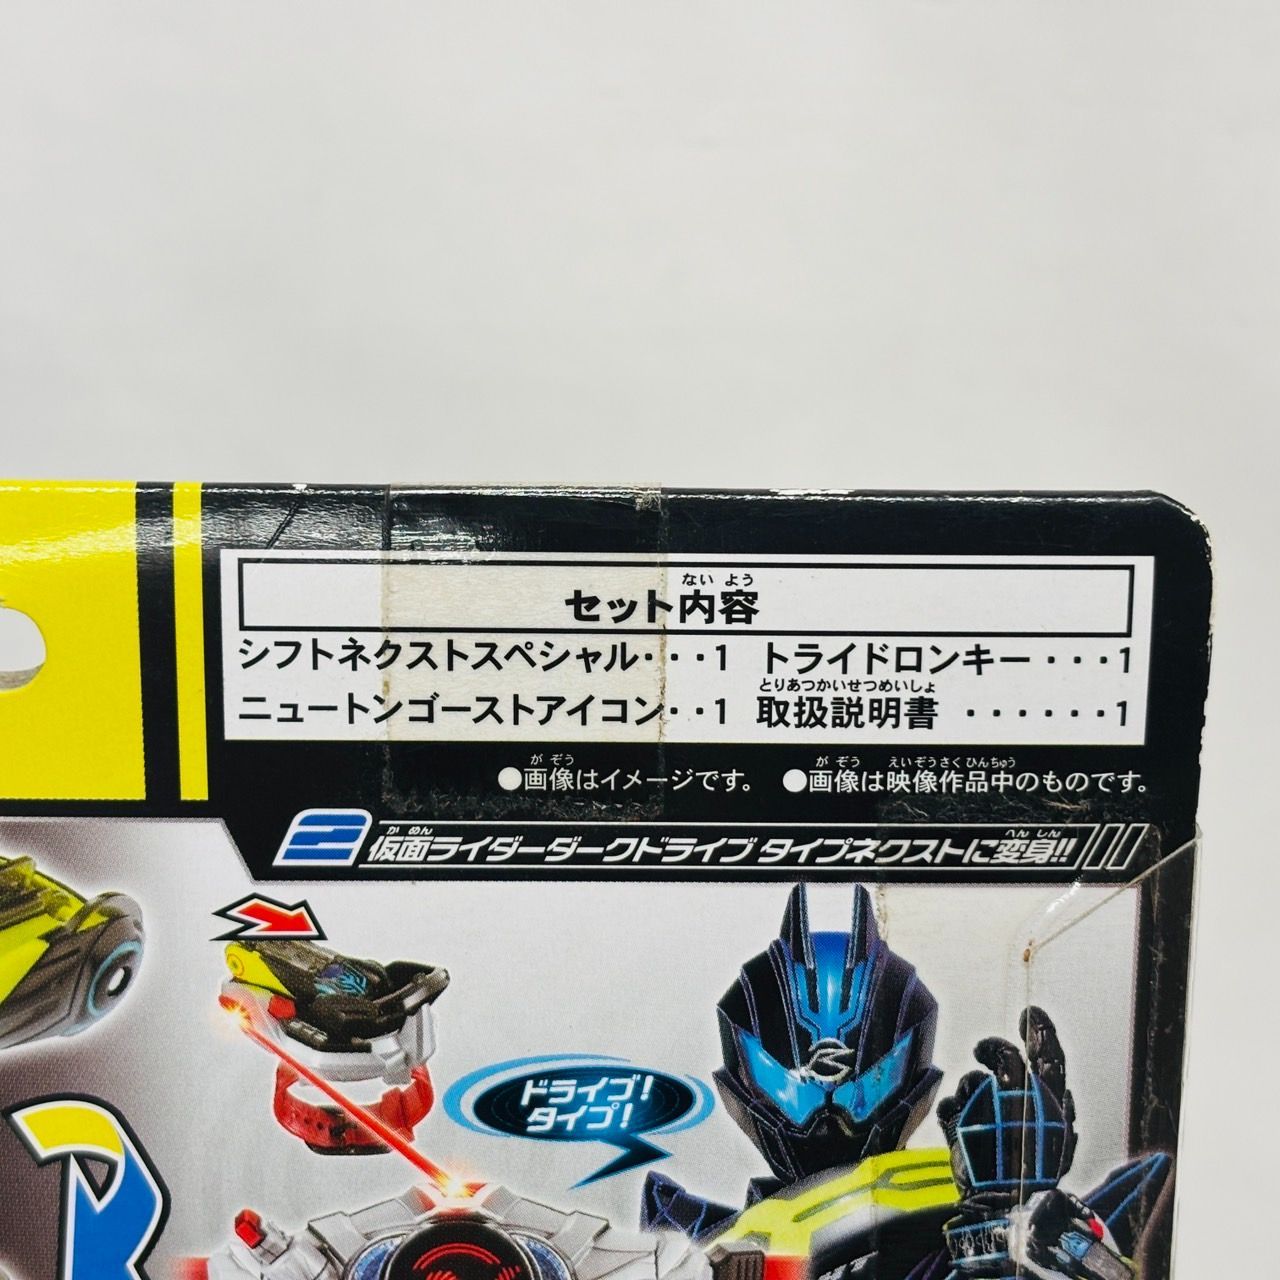 セット内容
ないよう
シフトネクストスペシャル・・・1 トライドロンキー・・・1
とりあつかいせつめいしょ
ニュートンゴーストアイコン・・1 取扱説明書 ・・・・・・1
がぞう がぞう えいぞうさくひんちゅう
●画像はイメージです。 ●画像は映像作品中のものです。
かめん へんしん
2 仮面ライダーダークドライブ タイプネクストに変身!!
ドライブ!
タイプ!
R